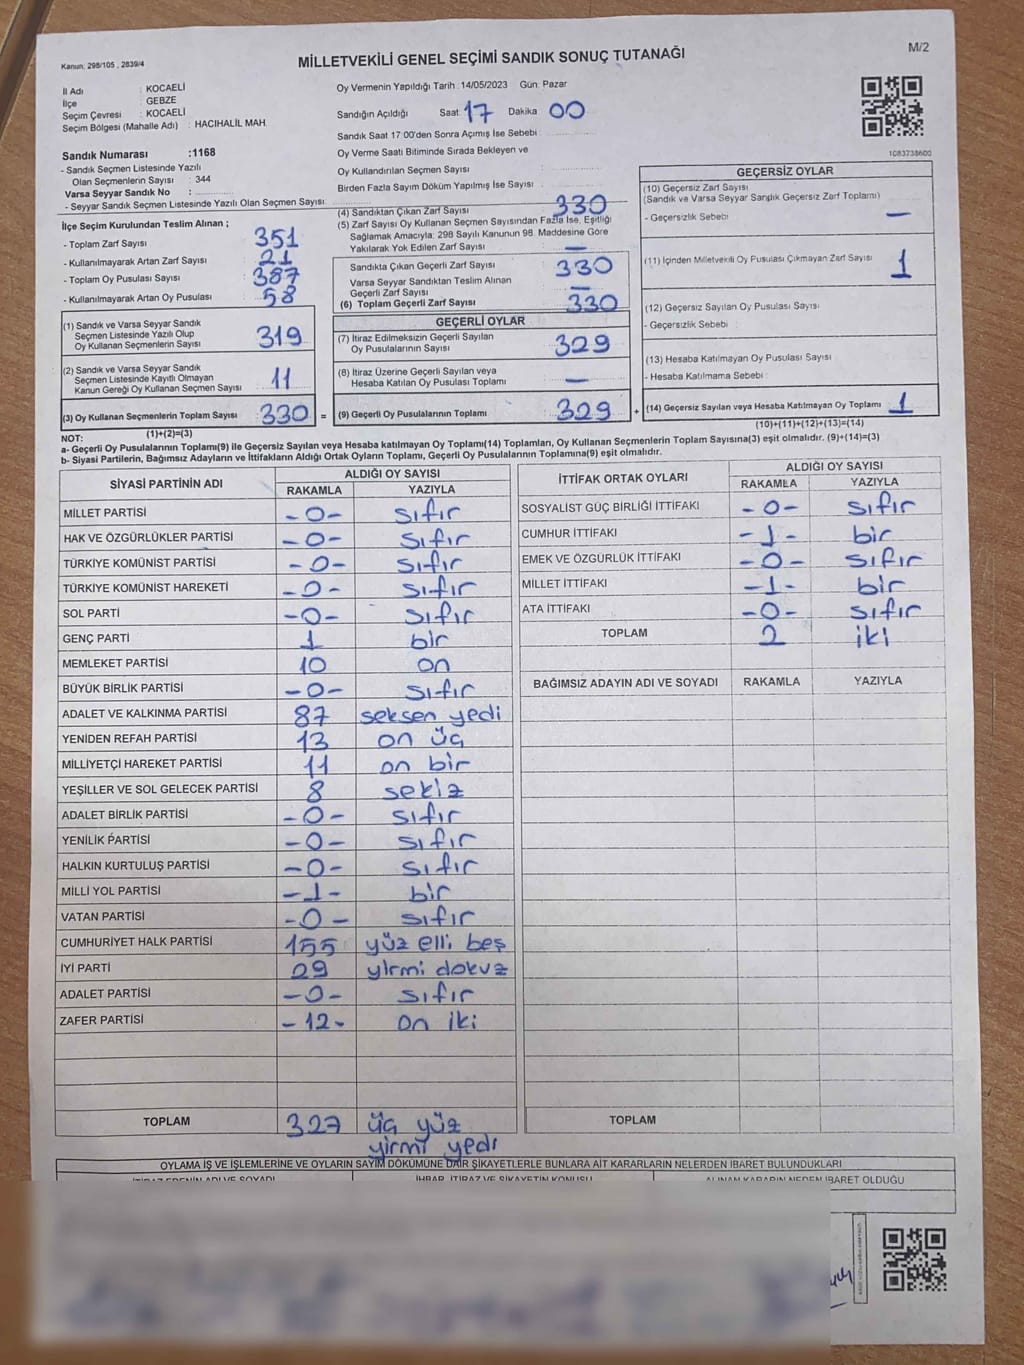 Kanun: 298/105 , 2839/4
MİLLETVEKİLİ GENEL SEÇİMİ SANDIK SONUÇ TUTANAĞI
M/2
İl Adı : KOCAELİ
İlçe : GEBZE
Seçim Çevresi : KOCAELİ
Seçim Bölgesi (Mahalle Adı) : HACIHALİL MAH.
Oy Vermenin Yapıldığı Tarih :14/05/2023 Gün: Pazar
Sandığın Açıldığı Saat 17 Dakika 00
Sandık Saat 17:00'den Sonra Açımış İse Sebebi :
Oy Verme Saati Bitiminde Sırada Bekleyen ve
Oy Kullandırılan Seçmen Sayısı
Birden Fazla Sayım Döküm Yapılmış İse Sayısı
1083738600
Sandık Numarası :1168
- Sandık Seçmen Listesinde Yazılı
Olan Seçmenlerin Sayısı : 344
Varsa Seyyar Sandık No :
- Seyyar Sandık Seçmen Listesinde Yazılı Olan Seçmen Sayısı
İlçe Seçim Kurulundan Teslim Alınan ;
- Toplam Zarf Sayısı 351
- Kullanılmayarak Artan Zarf Sayısı 21
- Toplam Oy Pusulası Sayısı 387
- Kullanılmayarak Artan Oy Pusulası 58
(1) Sandık ve Varsa Seyyar Sandık
Seçmen Listesinde Yazılı Olup
Oy Kullanan Seçmenlerin Sayısı 319
(2) Sandık ve Varsa Seyyar Sandık
Seçmen Listesinde Kayıtlı Olmayan
Kanun Gereği Oy Kullanan Seçmen Sayısı 11
(3) Oy Kullanan Seçmenlerin Toplam Sayısı 330 =
(1)+(2)=(3)
(4) Sandıktan Çıkan Zarf Sayısı 330
(5) Zarf Sayısı Oy Kullanan Seçmen Sayısından Fazla İse, Eşitliği
Sağlamak Amacıyla: 298 Sayılı Kanunun 98. Maddesine Göre
Yakılarak Yok Edilen Zarf Sayısı —
Sandıkta Çıkan Geçerli Zarf Sayısı 330
Varsa Seyyar Sandıktan Teslim Alınan
Geçerli Zarf Sayısı —
(6) Toplam Geçerli Zarf Sayısı 330
GEÇERLİ OYLAR
(7) İtiraz Edilmeksizin Geçerli Sayılan
Oy Pusulalarının Sayısı 329
(8) İtiraz Üzerine Geçerli Sayılan veya
Hesaba Katılan Oy Pusulası Toplamı —
(9) Geçerli Oy Pusulalarının Toplamı 329 +
GEÇERSİZ OYLAR
(10) Geçersiz Zarf Sayısı
(Sandık ve Varsa Seyyar Sandık Geçersiz Zarf Toplamı)
- Geçersizlik Sebebi —
(11) İçinden Milletvekili Oy Pusulası Çıkmayan Zarf Sayısı 1
(12) Geçersiz Sayılan Oy Pusulası Sayısı
- Geçersizlik Sebebi :
(13) Hesaba Katılmayan Oy Pusulası Sayısı
- Hesaba Katılmama Sebebi
(14) Geçersiz Sayılan veya Hesaba Katılmayan Oy Toplamı 1
(10)+(11)+(12)+(13)=(14)
NOT:
a- Geçerli Oy Pusulalarının Toplamı(9) ile Geçersiz Sayılan veya Hesaba katılmayan Oy Toplamı(14) Toplamları, Oy Kullanan Seçmenlerin Toplam Sayısına(3) eşit olmalıdır. (9)+(14)=(3)
b- Siyasi Partilerin, Bağımsız Adayların ve İttifakların Aldığı Ortak Oyların Toplamı, Geçerli Oy Pusulalarının Toplamına(9) eşit olmalıdır.
SİYASİ PARTİNİN ADI ALDIĞI OY SAYISI
RAKAMLA YAZIYLA
MİLLET PARTİSİ -0- sıfır
HAK VE ÖZGÜRLÜKLER PARTİSİ -0- sıfır
TÜRKİYE KOMÜNİST PARTİSİ -0- sıfır
TÜRKİYE KOMÜNİST HAREKETİ -0- sıfır
SOL PARTİ -0- sıfır
GENÇ PARTİ 1 bir
MEMLEKET PARTİSİ 10 on
BÜYÜK BİRLİK PARTİSİ -0- sıfır
ADALET VE KALKINMA PARTİSİ 87 seksen yedi
YENİDEN REFAH PARTİSİ 13 on üç
MİLLİYETÇİ HAREKET PARTİSİ 11 on bir
YEŞİLLER VE SOL GELECEK PARTİSİ 8 sekiz
ADALET BİRLİK PARTİSİ -0- sıfır
YENİLİK PARTİSİ -0- sıfır
HALKIN KURTULUŞ PARTİSİ -0- sıfır
MİLLİ YOL PARTİSİ -1- bir
VATAN PARTİSİ -0- sıfır
CUMHURİYET HALK PARTİSİ 155 yüz elli beş
İYİ PARTİ 29 yirmi dokuz
ADALET PARTİSİ -0- sıfır
ZAFER PARTİSİ -12- on iki
TOPLAM 327 üç yüz
yirmi yedi
İTTİFAK ORTAK OYLARI ALDIĞI OY SAYISI
RAKAMLA YAZIYLA
SOSYALİST GÜÇ BİRLİĞİ İTTİFAKI -0- sıfır
CUMHUR İTTİFAKI -1- bir
EMEK VE ÖZGÜRLÜK İTTİFAKI -0- sıfır
MİLLET İTTİFAKI -1- bir
ATA İTTİFAKI -0- sıfır
TOPLAM 2 iki
BAĞIMSIZ ADAYIN ADI VE SOYADI RAKAMLA YAZIYLA
TOPLAM
OYLAMA İŞ VE İŞLEMLERİNE VE OYLARIN SAYIM DÖKÜMÜNE DAİR ŞİKAYETLERLE BUNLARA AİT KARARLARIN NELERDEN İBARET BULUNDUKLARI
İTİRAZ EDENİN ADI VE SOYADI İHBAR, İTİRAZ VE ŞİKAYETİN KONUSU ALINAN KARARIN NEDEN İBARET OLDUĞU